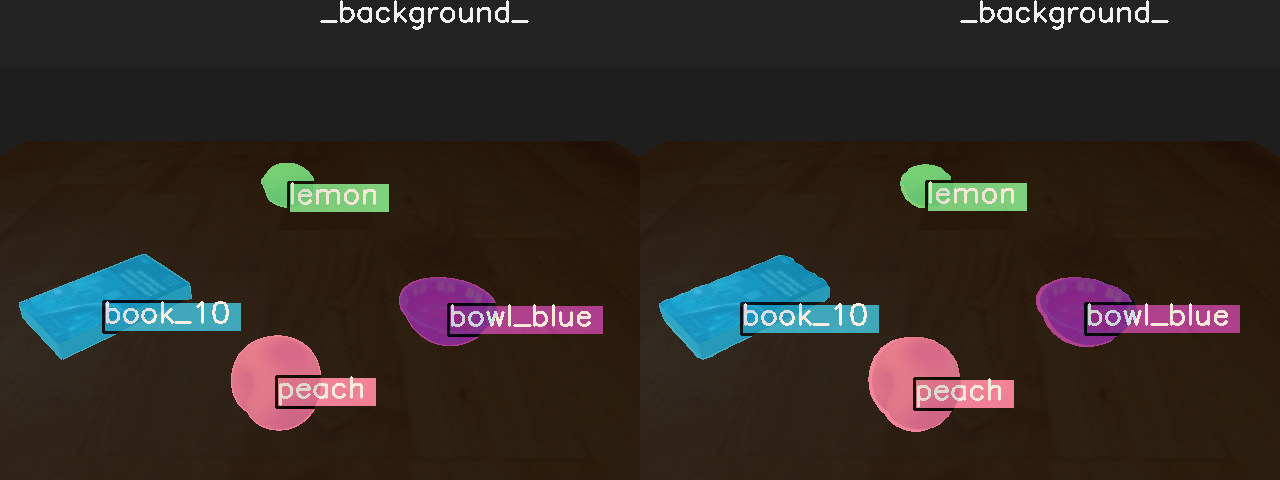 _background_ _background_
lemon lemon
book_10 bowl_blue book_10 bowl_blue
peach peach